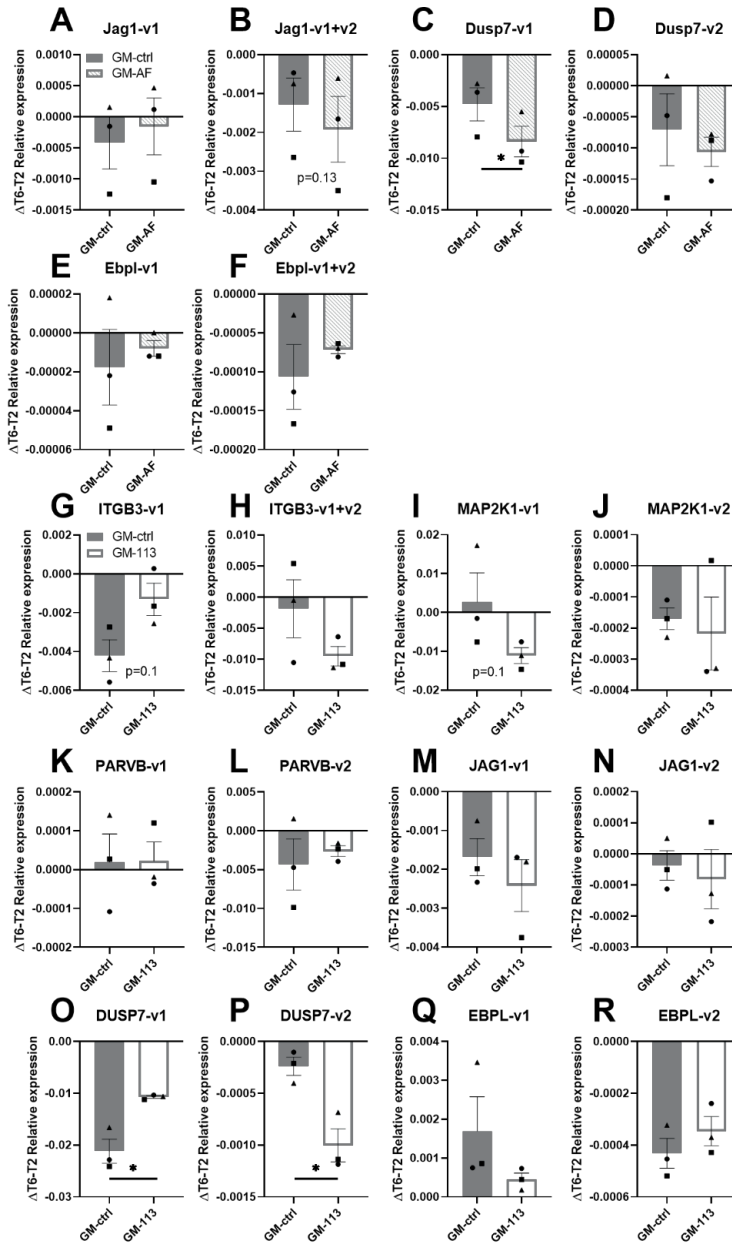 A Jag1-v1
ΔT6-T2 Relative expression
0.0010
0.0005
0.0000
-0.0005
-0.0010
-0.0015
GM-ctrl
GM-AF
GM-ctrl
GM-AF
B Jag1-v1+v2
ΔT6-T2 Relative expression
0.000
-0.001
-0.002
-0.003
-0.004
p=0.13
GM-ctrl
GM-AF
C Dusp7-v1
ΔT6-T2 Relative expression
0.000
-0.005
-0.010
-0.015
*
GM-ctrl
GM-AF
D Dusp7-v2
ΔT6-T2 Relative expression
0.00005
0.00000
-0.00005
-0.00010
-0.00015
-0.00020
GM-ctrl
GM-AF
E Ebpl-v1
ΔT6-T2 Relative expression
0.00002
0.00000
-0.00002
-0.00004
-0.00006
GM-ctrl
GM-AF
F Ebpl-v1+v2
ΔT6-T2 Relative expression
0.00000
-0.00005
-0.00010
-0.00015
-0.00020
GM-ctrl
GM-AF
G ITGB3-v1
ΔT6-T2 Relative expression
0.002
0.000
-0.002
-0.004
-0.006
GM-ctrl
GM-113
p=0.1
GM-ctrl
GM-113
H ITGB3-v1+v2
ΔT6-T2 Relative expression
0.010
0.005
0.000
-0.005
-0.010
-0.015
GM-ctrl
GM-113
I MAP2K1-v1
ΔT6-T2 Relative expression
0.02
0.01
0.00
-0.01
-0.02
p=0.1
GM-ctrl
GM-113
J MAP2K1-v2
ΔT6-T2 Relative expression
0.0001
0.0000
-0.0001
-0.0002
-0.0003
-0.0004
GM-ctrl
GM-113
K PARVB-v1
ΔT6-T2 Relative expression
0.0002
0.0001
0.0000
-0.0001
-0.0002
GM-ctrl
GM-113
L PARVB-v2
ΔT6-T2 Relative expression
0.005
0.000
-0.005
-0.010
-0.015
GM-ctrl
GM-113
M JAG1-v1
ΔT6-T2 Relative expression
0.000
-0.001
-0.002
-0.003
-0.004
GM-ctrl
GM-113
N JAG1-v2
ΔT6-T2 Relative expression
0.0002
0.0001
0.0000
-0.0001
-0.0002
-0.0003
GM-ctrl
GM-113
O DUSP7-v1
ΔT6-T2 Relative expression
0.00
-0.01
-0.02
-0.03
*
GM-ctrl
GM-113
P DUSP7-v2
ΔT6-T2 Relative expression
0.0000
-0.0005
-0.0010
-0.0015
*
GM-ctrl
GM-113
Q EBPL-v1
ΔT6-T2 Relative expression
0.004
0.003
0.002
0.001
0.000
GM-ctrl
GM-113
R EBPL-v2
ΔT6-T2 Relative expression
0.0000
-0.0002
-0.0004
-0.0006
GM-ctrl
GM-113